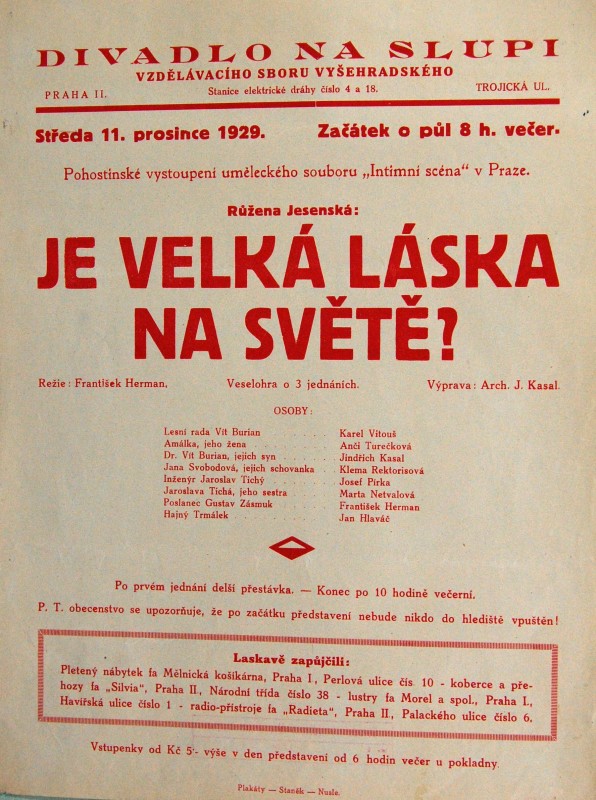 DIVADLO NA SLUPI
VZDĚLÁVACÍHO SBORU VYŠEHRADSKÉHO
PRAHA II. Stanice elektrické dráhy číslo 4 a 18. TROJICKÁ UL.
Středa 11. prosince 1929. Začátek o půl 8 h. večer.
Pohostinské vystoupení uměleckého souboru „Intimní scéna" v Praze.
Růžena Jesenská:
JE VELKÁ LÁSKA
NA SVĚTĚ?
Režie: František Herman. Veselohra o 3 jednáních. Výprava: Arch. J. Kasal.
OSOBY:
Lesní rada Vít Burian . . . . . Karel Vitouš
Amálka, jeho žena . . . . . Anči Turečková
Dr. Vít Burian, jejich syn . . . . Jindřich Kasal
Jana Svobodová, jejich schovanka . . Klema Rektorisová
Inženýr Jaroslav Tichý . . . . . Josef Pirka
Jaroslava Tichá, jeho sestra . . . . Marta Netvalová
Poslanec Gustav Zásmuk . . . . František Herman
Hajný Trmálek . . . . . . Jan Hlaváč
Po prvém jednání delší přestávka. — Konec po 10 hodině večerní.
P. T. obecenstvo se upozorňuje, že po začátku představení nebude nikdo do hlediště vpuštěn!
Laskavě zapůjčili:
Pletený nábytek fa Mělnická košíkárna, Praha I, Perlová ulice čís. 10 - koberce a pře-
hozy fa „Silvia", Praha II., Národní třída číslo 38 - lustry fa Morel a spol., Praha I.,
Havířská ulice číslo 1 - radio-přístroje fa „Radieta", Praha II., Palackého ulice číslo 6.
Vstupenky od Kč 5·- výše v den představení od 6 hodin večer u pokladny.
Plakáty — Staněk — Nusle.